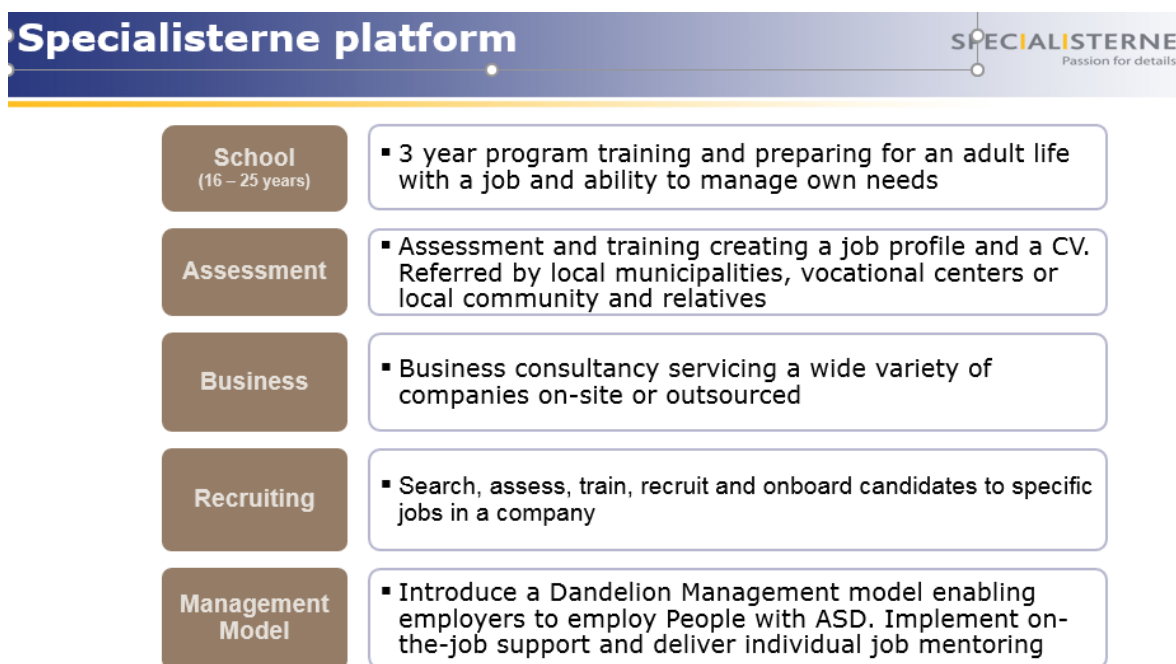 Specialisterne platform
SPECIALISTERNE
Passion for details
School
(16 – 25 years)
▪ 3 year program training and preparing for an adult life
with a job and ability to manage own needs
Assessment
▪ Assessment and training creating a job profile and a CV.
Referred by local municipalities, vocational centers or
local community and relatives
Business
▪ Business consultancy servicing a wide variety of
companies on-site or outsourced
Recruiting
▪ Search, assess, train, recruit and onboard candidates to specific
jobs in a company
Management
Model
▪ Introduce a Dandelion Management model enabling
employers to employ People with ASD. Implement on-
the-job support and deliver individual job mentoring